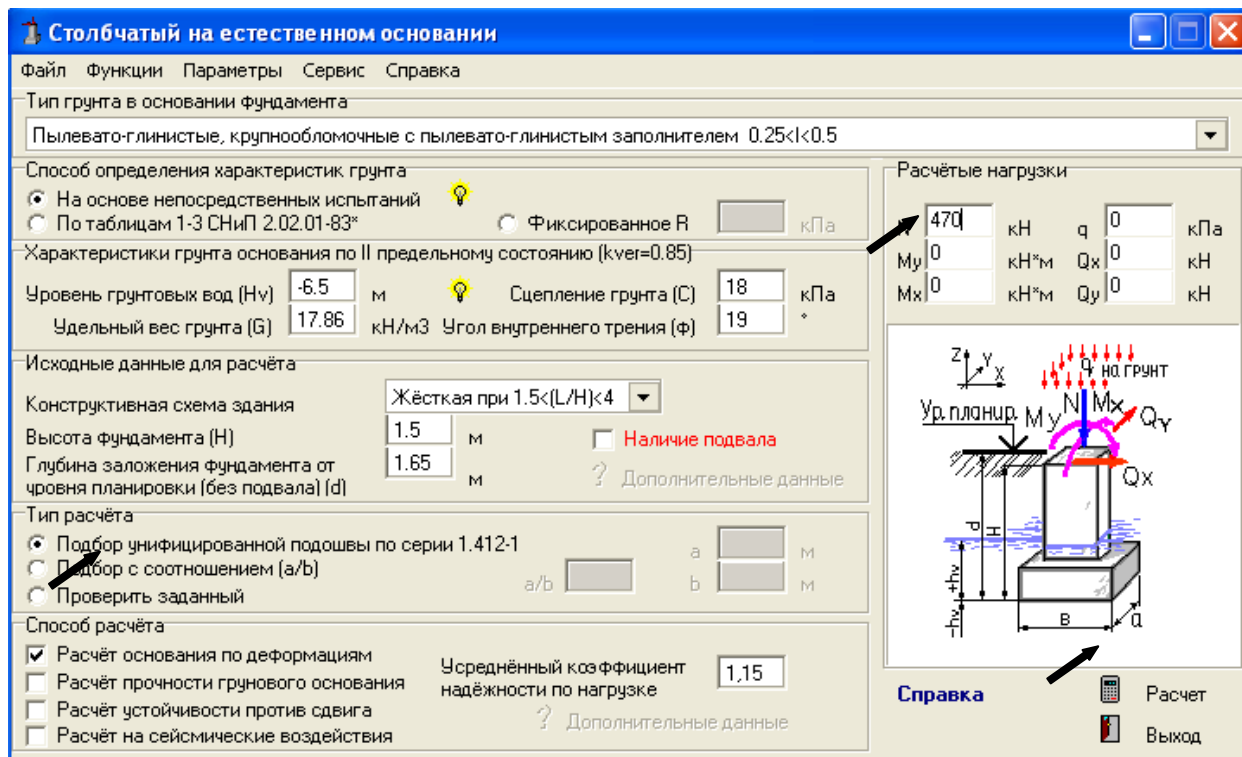 Столбчатый на естественном основании
Файл Функции Параметры Сервис Справка
Тип грунта в основании фундамента
Пылевато-глинистые, крупнообломочные с пылевато-глинистым заполнителем 0.25<I<0.5
Способ определения характеристик грунта
На основе непосредственных испытаний
По таблицам 1-3 СНиП 2.02.01-83* Фиксированное R кПа
Характеристики грунта основания по II предельному состоянию (kver=0.85)
Уровень грунтовых вод (Hv) -6.5 м Сцепление грунта (C) 18 кПа
Удельный вес грунта (G) 17.86 кН/м3 Угол внутреннего трения (ф) 19 °
Исходные данные для расчёта
Конструктивная схема здания Жёсткая при 1.5<(L/H)<4
Высота фундамента (H) 1.5 м Наличие подвала
Глубина заложения фундамента от
уровня планировки (без подвала) (d) 1.65 м ? Дополнительные данные
Тип расчёта
Подбор унифицированной подошвы по серии 1.412-1 a м
Подбор с соотношением (a/b) a/b b м
Проверить заданный
Способ расчёта
Расчёт основания по деформациям
Расчёт прочности грунового основания
Расчёт устойчивости против сдвига
Расчёт на сейсмические воздействия
Усреднённый коэффициент
надёжности по нагрузке 1,15
? Дополнительные данные
Расчётые нагрузки
N 470 кН q 0 кПа
My 0 кН*м Qx 0 кН
Mx 0 кН*м Qy 0 кН
Z Y X
q на грунт
Ур. планир. My N Mx QY
Qx
d H
+hv
-hv
B a
Справка Расчет
Выход